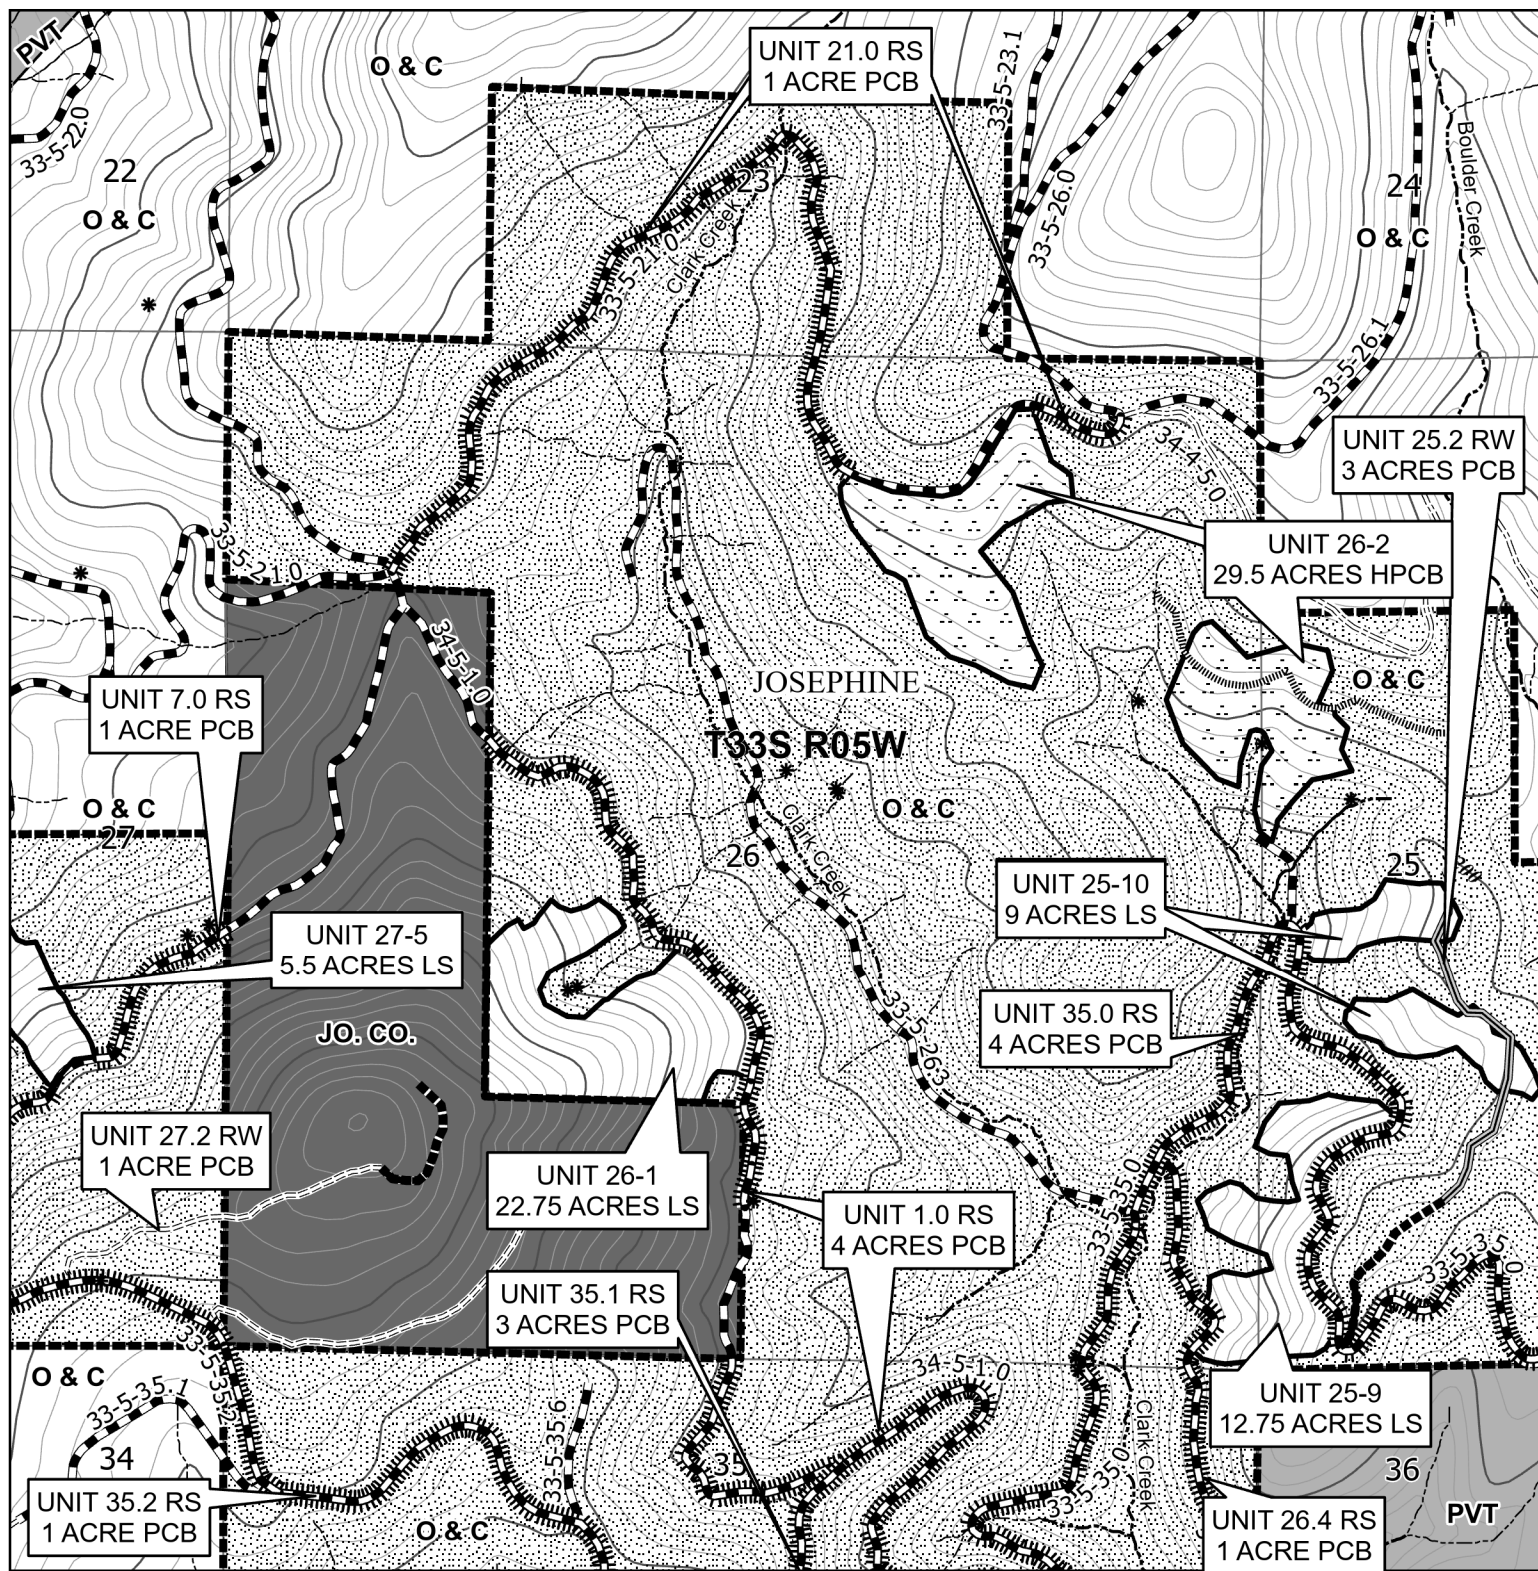 PVT
O & C
UNIT 21.0 RS
1 ACRE PCB
33-5-23.1
33-5-22.0
22
O & C
23
33-5-26.0
24
O & C
Boulder Creek
Clark Creek
33-5-21.0
33-5-26.1
34-4-5.0
UNIT 25.2 RW
3 ACRES PCB
33-5-21.0
UNIT 26-2
29.5 ACRES HPCB
34-5-1.0
JOSEPHINE
O & C
UNIT 7.0 RS
1 ACRE PCB
T33S R05W
O & C
27
O & C
Clark Creek
26
25
UNIT 25-10
9 ACRES LS
UNIT 27-5
5.5 ACRES LS
JO. CO.
33-5-26.3
UNIT 35.0 RS
4 ACRES PCB
UNIT 27.2 RW
1 ACRE PCB
UNIT 26-1
22.75 ACRES LS
UNIT 1.0 RS
4 ACRES PCB
33-5-35.0
33-5-35.0
UNIT 35.1 RS
3 ACRES PCB
33-5-35.2
O & C
33-5-35.1
34-5-1.0
33-5-35.6
UNIT 25-9
12.75 ACRES LS
Clark Creek
34
35
36
UNIT 35.2 RS
1 ACRE PCB
33-5-35.0
O & C
UNIT 26.4 RS
1 ACRE PCB
PVT